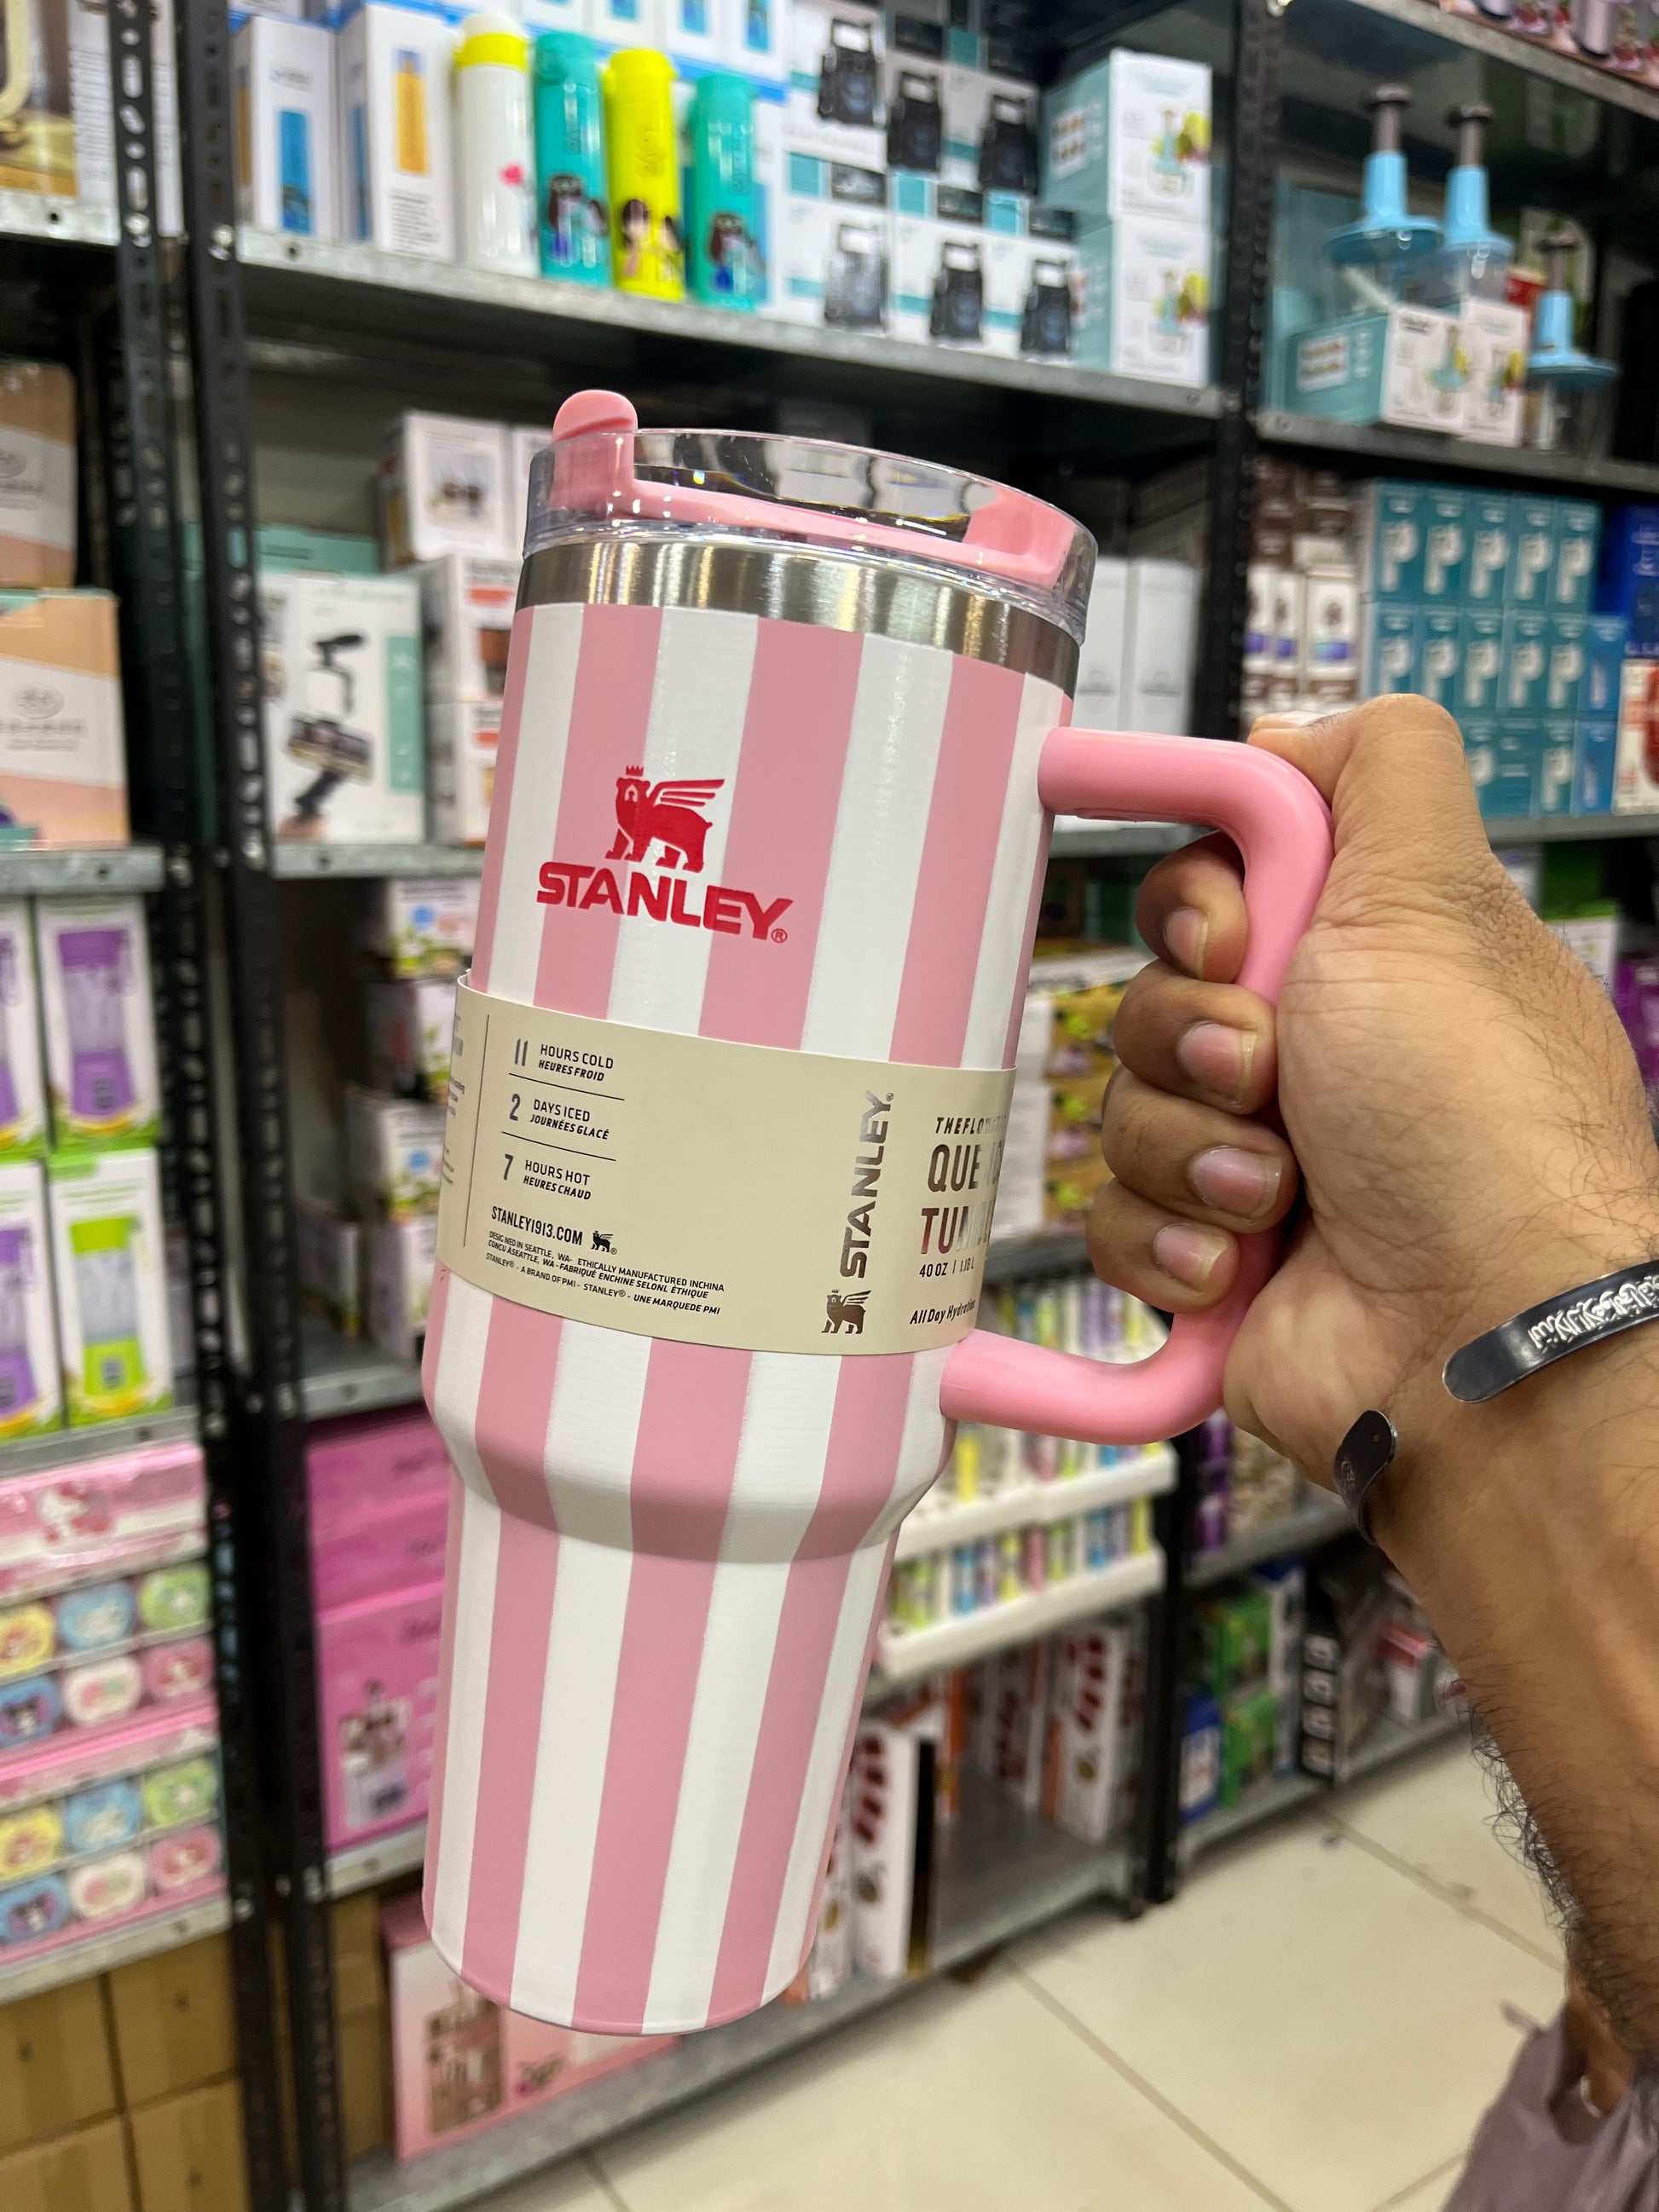 STANLEY®
11 HOURS COLD
HEURES FROID
2 DAYS ICED
JOURNÉES GLACÉ
7 HOURS HOT
HEURES CHAUD
STANLEY1913.COM
DESIGNED IN SEATTLE, WA- ETHICALLY MANUFACTURED INCHINA
CONCU ASEATTLE, WA-FABRIQUÉ ENCHINE SELONL ÉTHIQUE
STANLEY® - A BRAND OF PMI - STANLEY® - UNE MARQUEDE PMI
STANLEY®
40 OZ | 1.18 L
All Day Hydration